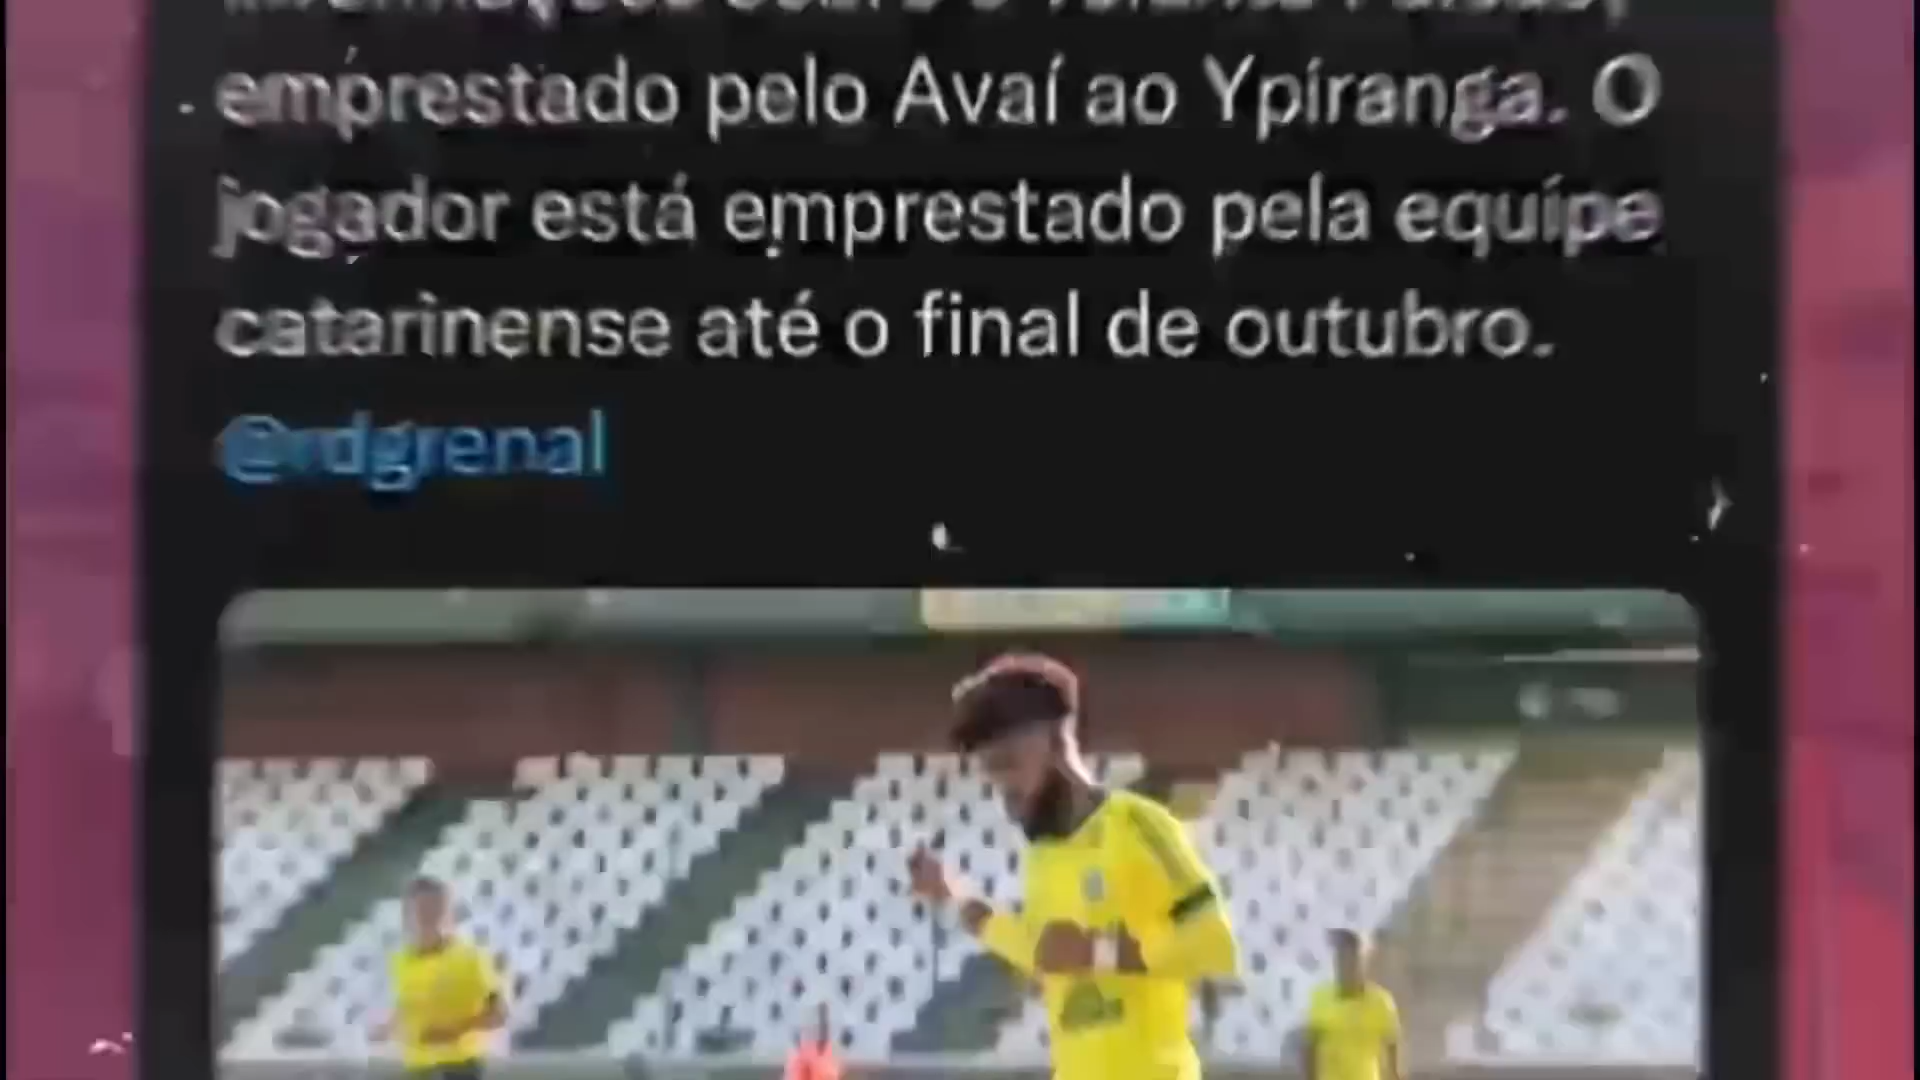 emprestado pelo Avaí ao Ypiranga. O
jogador está emprestado pela equipe
catarinense até o final de outubro.
@rdgrenal